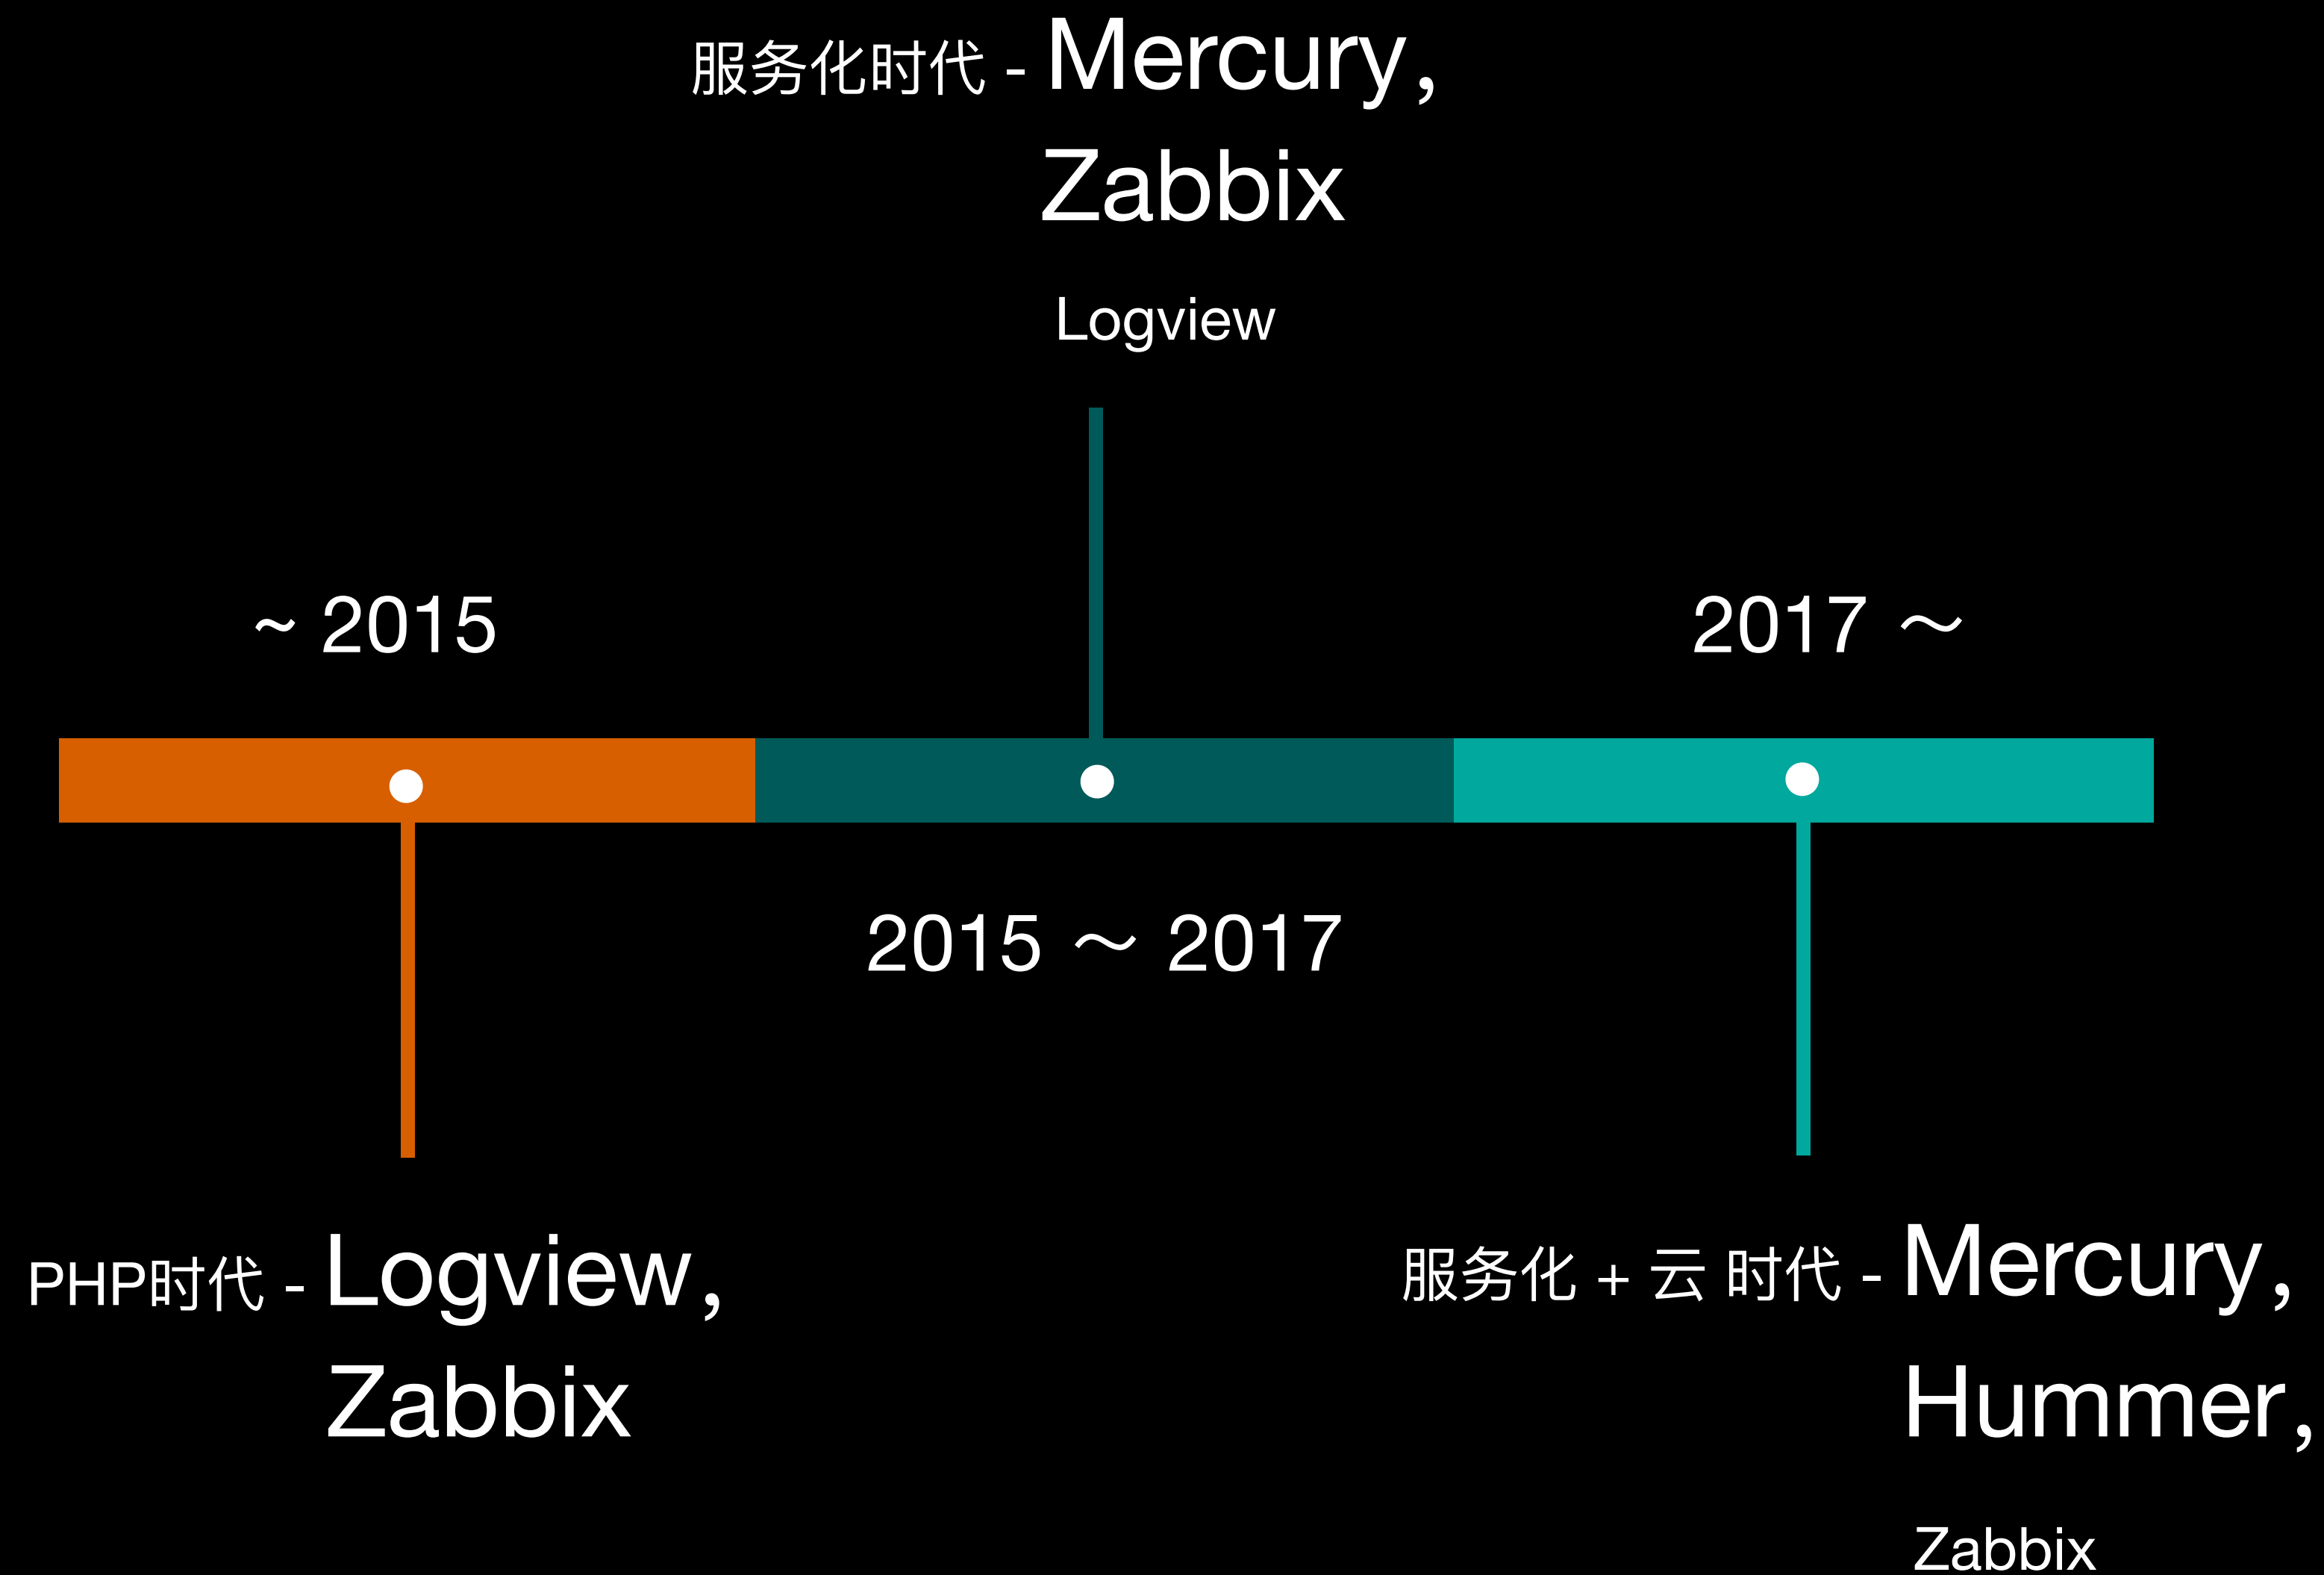 服务化时代 - Mercury,
Zabbix
Logview
~ 2015
2017 ～
2015 ～ 2017
PHP时代 - Logview,
Zabbix
服务化 + 云 时代 - Mercury,
Hummer,
Zabbix